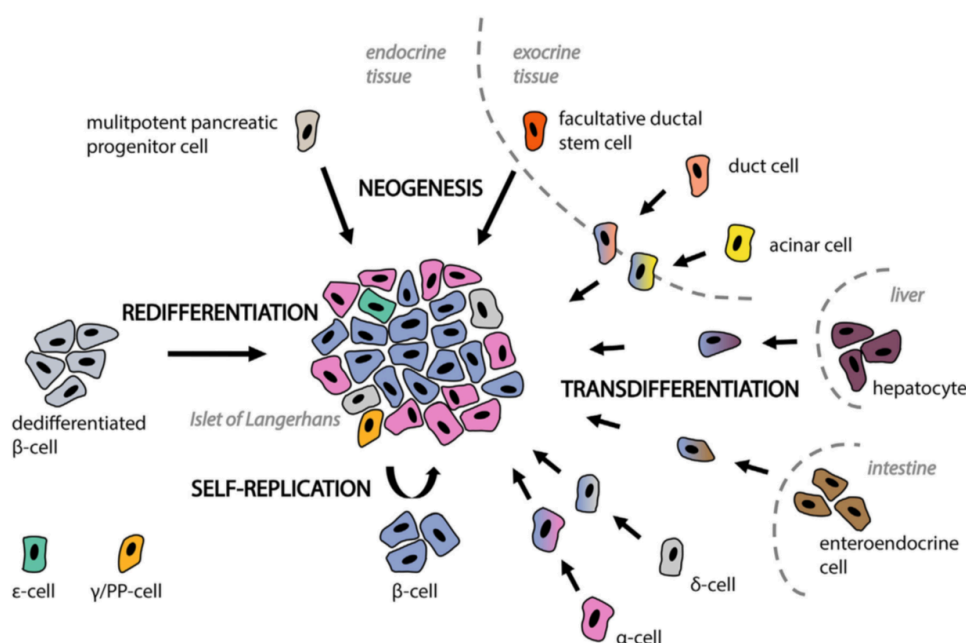 endocrine
tissue
exocrine
tissue
mulitpotent pancreatic
progenitor cell
facultative ductal
stem cell
duct cell
NEOGENESIS
acinar cell
REDIFFERENTIATION
liver
TRANSDIFFERENTIATION
hepatocyte
dedifferentiated
β-cell
Islet of Langerhans
intestine
SELF-REPLICATION
enteroendocrine
cell
ε-cell
γ/PP-cell
β-cell
δ-cell
α-cell